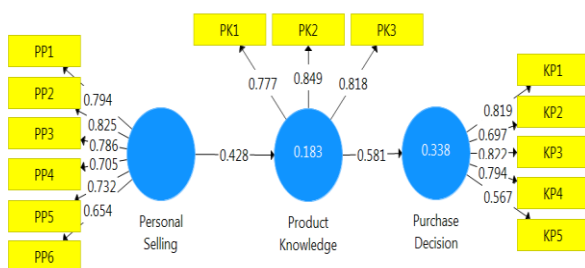 PK1 PK2 PK3
PP1
PP2
PP3
PP4
PP5
PP6
0.777 0.849 0.818
0.794
0.825
0.786
0.705
0.732
0.654
0.428
0.183
0.581
0.338
KP1
KP2
KP3
KP4
KP5
0.819
0.697
0.822
0.794
0.567
Personal
Selling
Product
Knowledge
Purchase
Decision